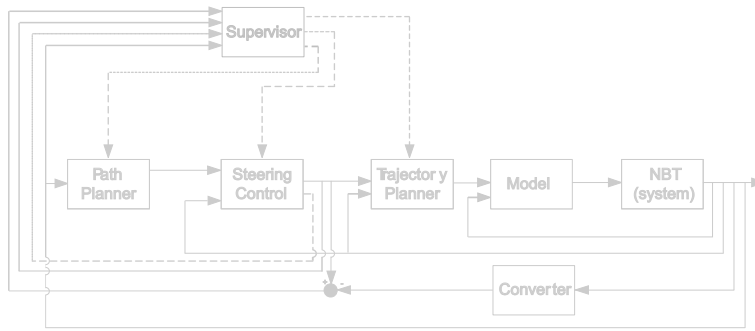 Supervisor
Path
Planner
Steering
Control
Trajector y
Planner
Model
NBT
(system)
Converter
+
-